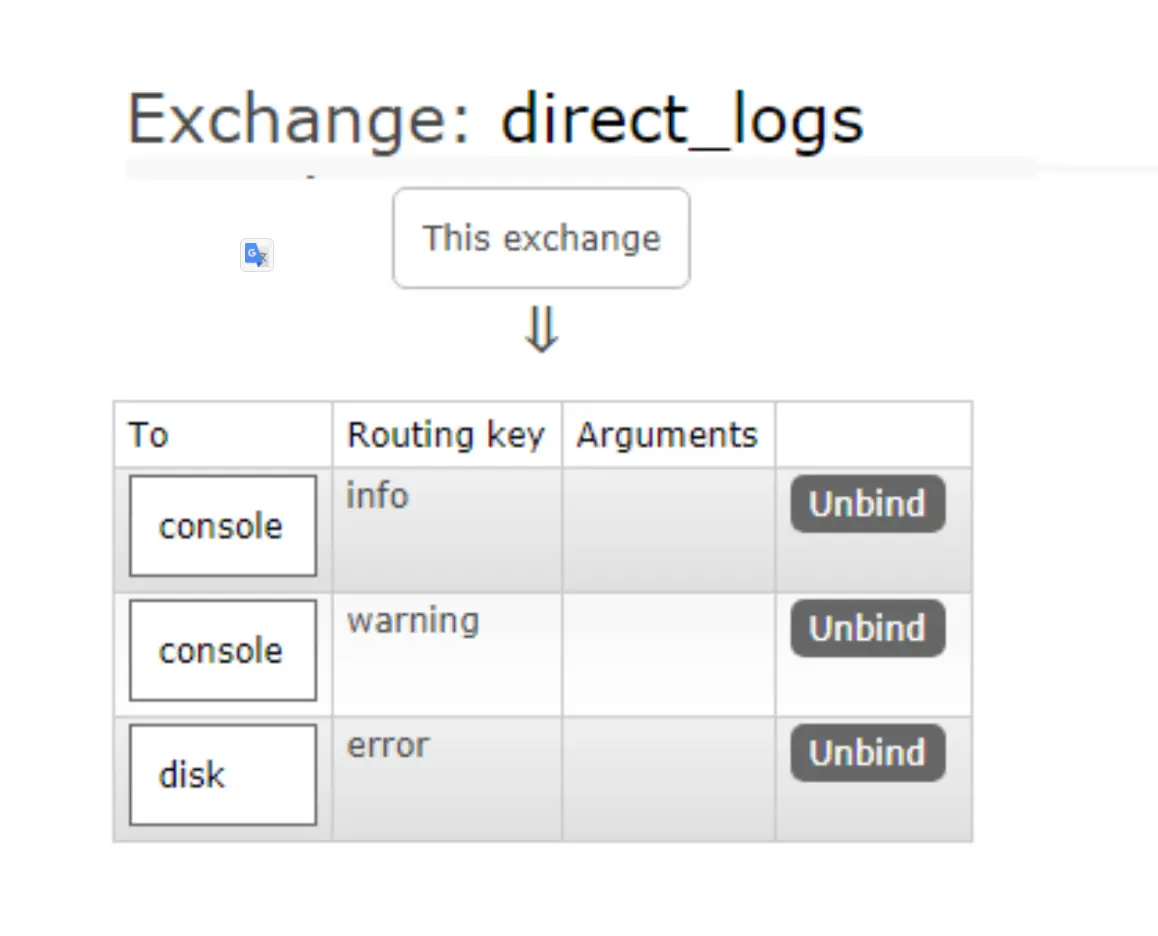 Exchange: direct_logs
This exchange
⇓
To Routing key Arguments
console info Unbind
console warning Unbind
disk error Unbind